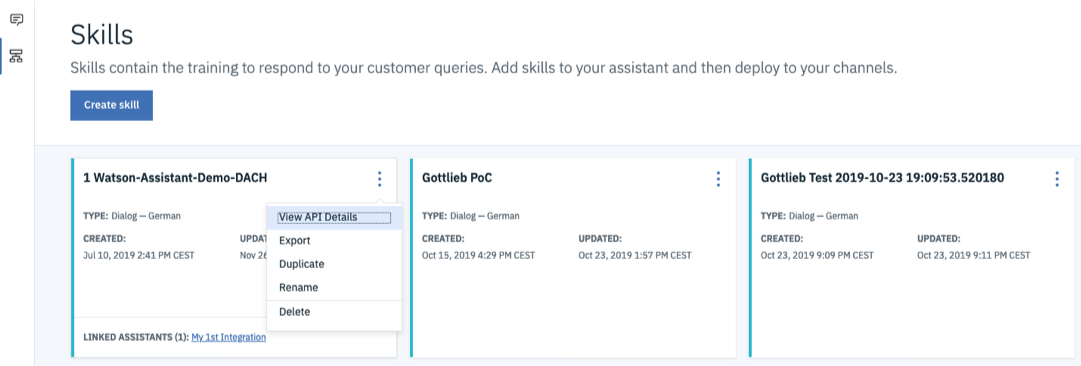 Skills
Skills contain the training to respond to your customer queries. Add skills to your assistant and then deploy to your channels.
Create skill
1 Watson-Assistant-Demo-DACH
TYPE: Dialog — German
CREATED:
UPDAT
Jul 10, 2019 2:41 PM CEST
Nov 26
View API Details
Export
Duplicate
Rename
Delete
LINKED ASSISTANTS (1): My 1st Integration
Gottlieb PoC
TYPE: Dialog — German
CREATED:
UPDATED:
Oct 15, 2019 4:29 PM CEST
Oct 23, 2019 1:57 PM CEST
Gottlieb Test 2019-10-23 19:09:53.520180
TYPE: Dialog — German
CREATED:
UPDATED:
Oct 23, 2019 9:09 PM CEST
Oct 23, 2019 9:11 PM CEST